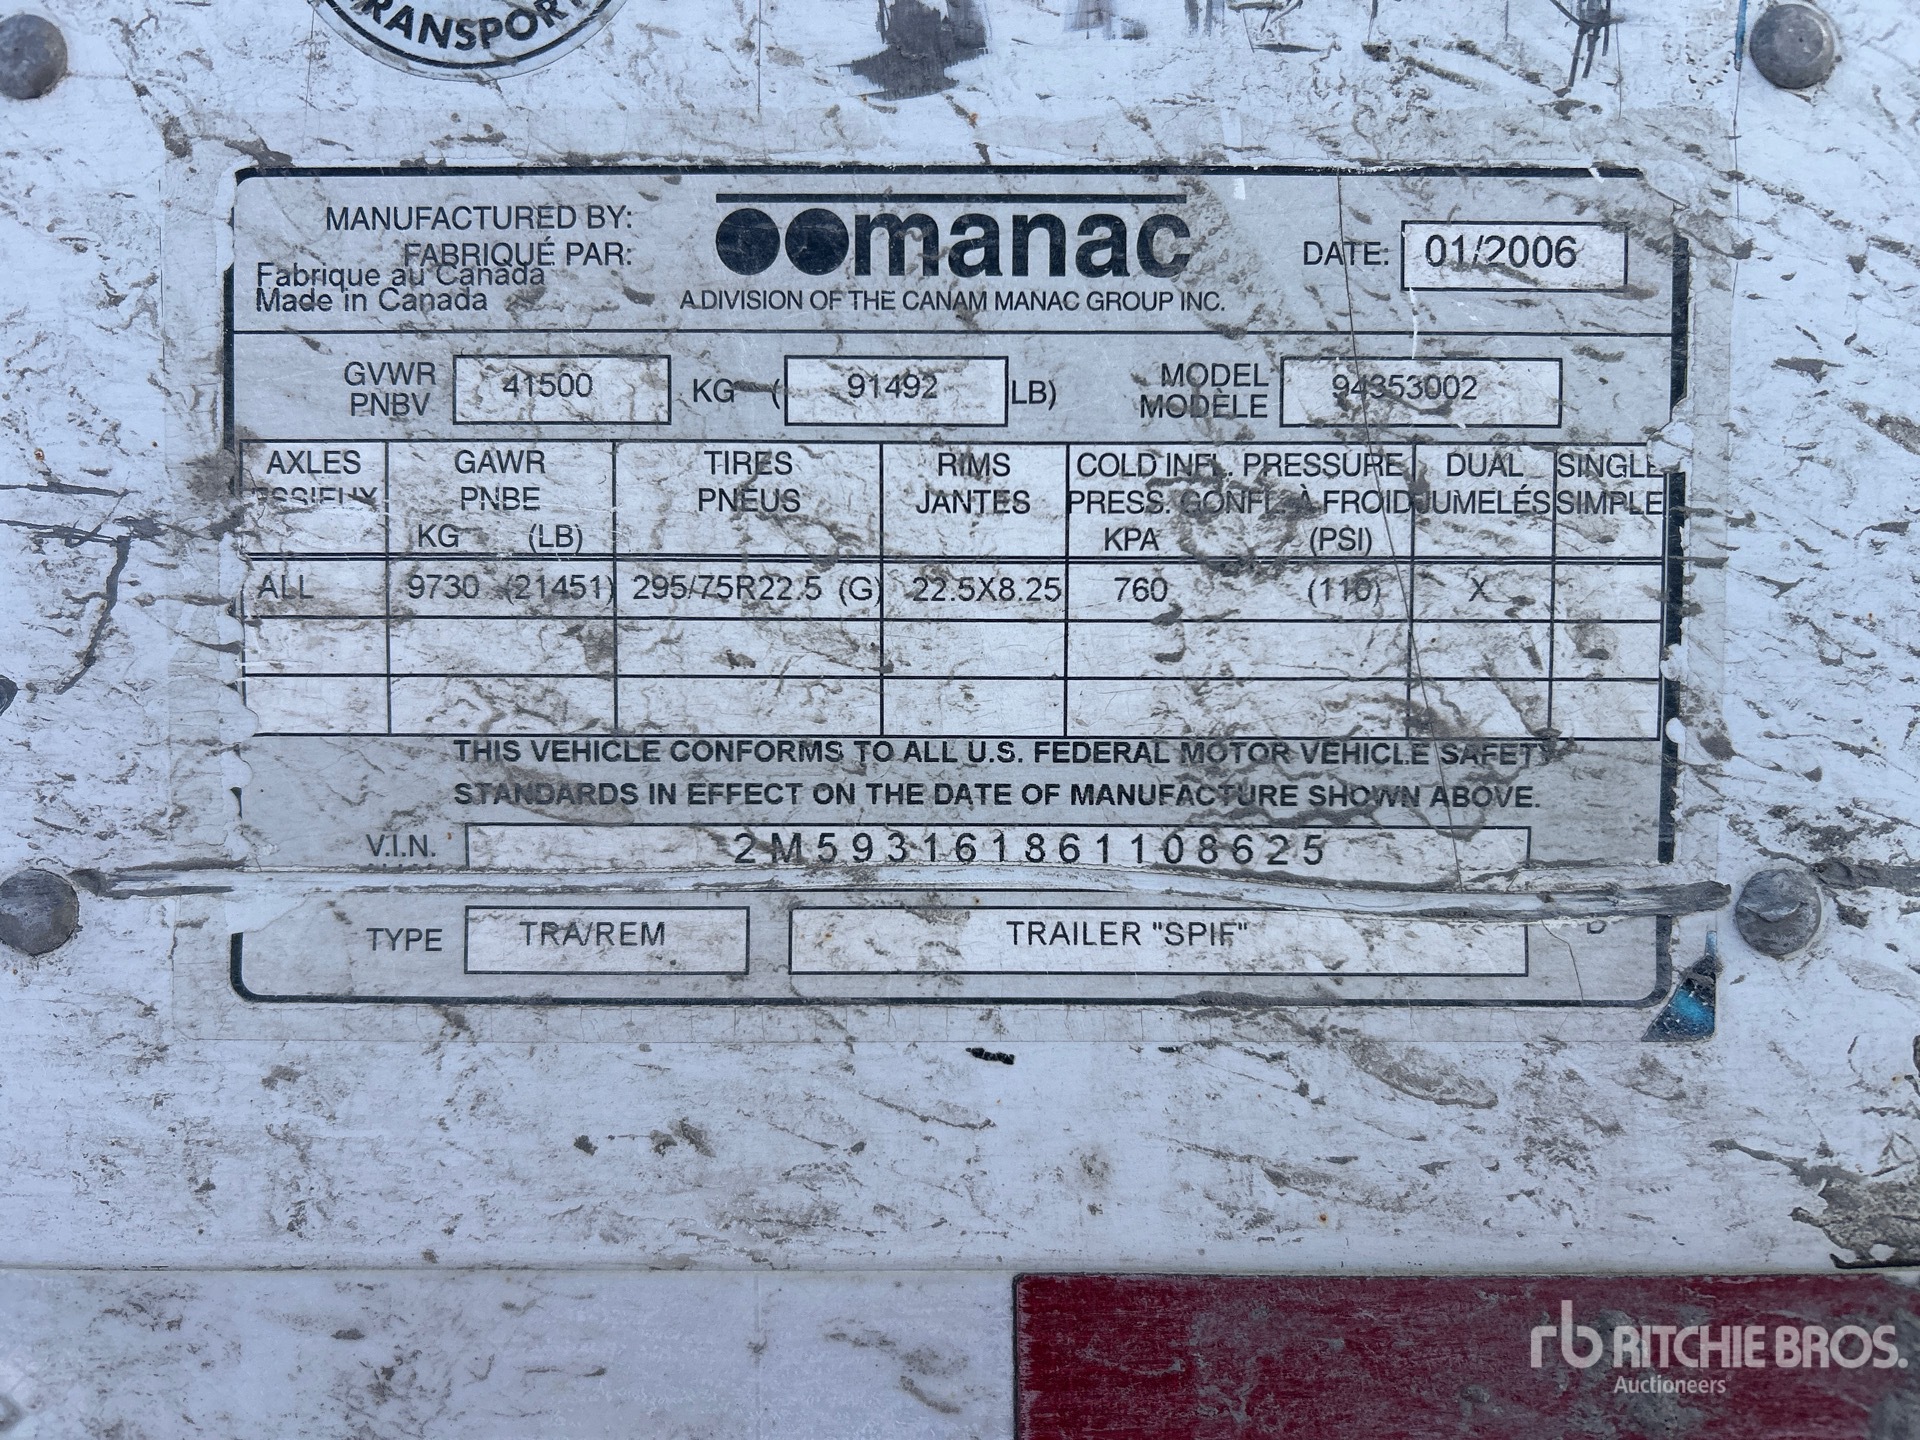 TRANSPORT
MANUFACTURED BY:
FABRIQUÉ PAR:
Fabrique au Canada
Made in Canada
manac
A DIVISION OF THE CANAM MANAC GROUP INC.
DATE: 01/2006
GVWR
PNBV
41500 KG ( 91492 LB)
MODEL
MODÈLE
94353002
AXLES
ESSIEUX
GAWR
PNBE
KG (LB)
TIRES
PNEUS
RIMS
JANTES
COLD INFL. PRESSURE
PRESS. GONFL. À FROID
KPA (PSI)
DUAL
JUMELÉS
SINGLE
SIMPLE
ALL 9730 (21451) 295/75R22.5 (G) 22.5X8.25 760 (110) X
THIS VEHICLE CONFORMS TO ALL U.S. FEDERAL MOTOR VEHICLE SAFETY
STANDARDS IN EFFECT ON THE DATE OF MANUFACTURE SHOWN ABOVE.
V.I.N. 2M593161861108625
TYPE TRA/REM TRAILER "SPIF"
rb RITCHIE BROS.
Auctioneers